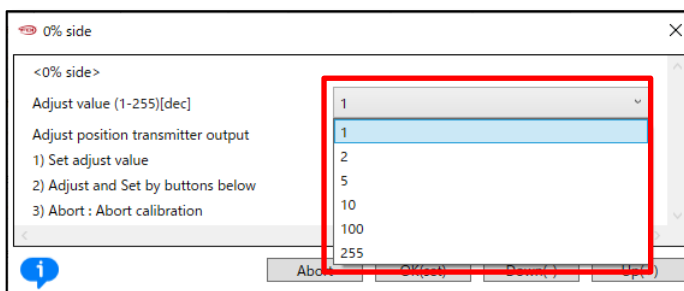 0% side
<0% side>
Adjust value (1-255)[dec]
1
Adjust position transmitter output
1) Set adjust value
2) Adjust and Set by buttons below
3) Abort : Abort calibration
1
2
5
10
100
255
Abort
OK(set)
Down(-)